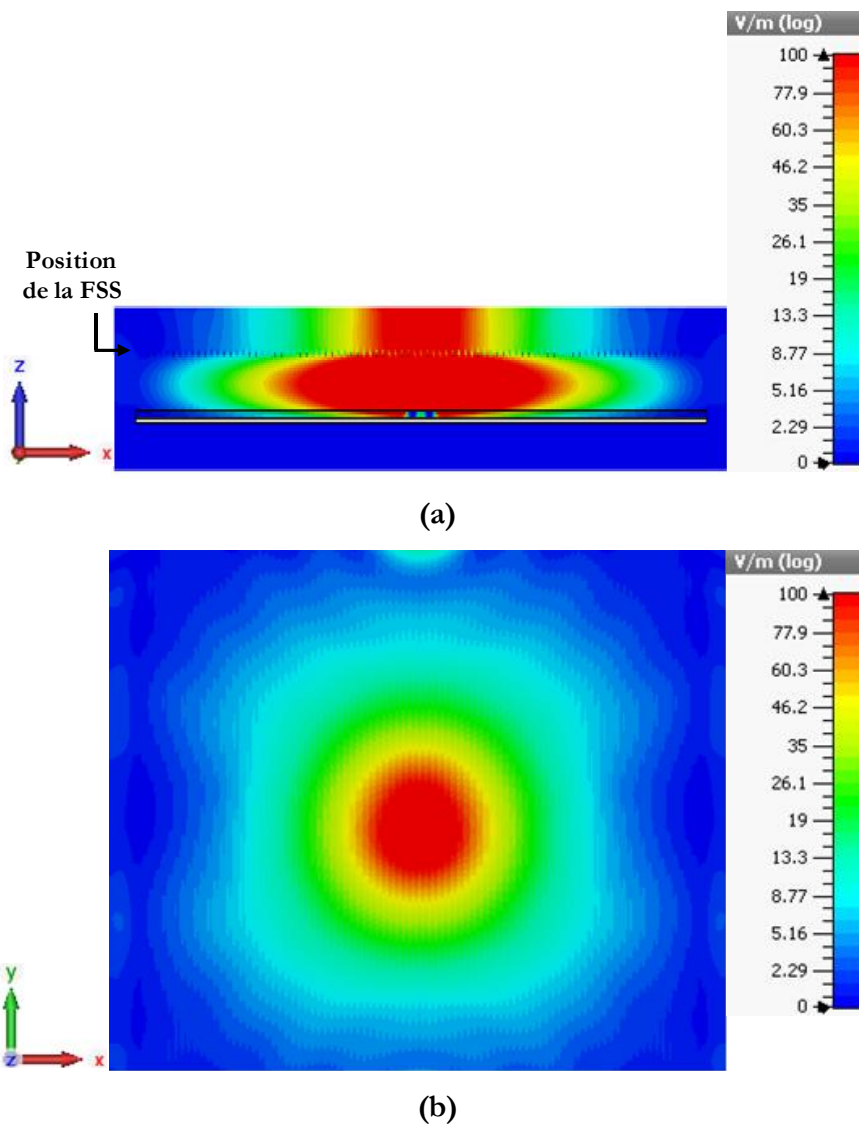 V/m (log)
100
77.9
60.3
46.2
35
26.1
19
13.3
8.77
5.16
2.29
0
Position
de la FSS
z
x
(a)
V/m (log)
100
77.9
60.3
46.2
35
26.1
19
13.3
8.77
5.16
2.29
0
y
z
x
(b)